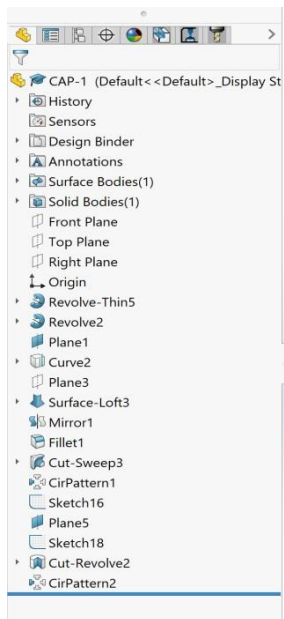 CAP-1 (Default<<Default>_Display St
History
Sensors
Design Binder
Annotations
Surface Bodies(1)
Solid Bodies(1)
Front Plane
Top Plane
Right Plane
Origin
Revolve-Thin5
Revolve2
Plane1
Curve2
Plane3
Surface-Loft3
Mirror1
Fillet1
Cut-Sweep3
CirPattern1
Sketch16
Plane5
Sketch18
Cut-Revolve2
CirPattern2